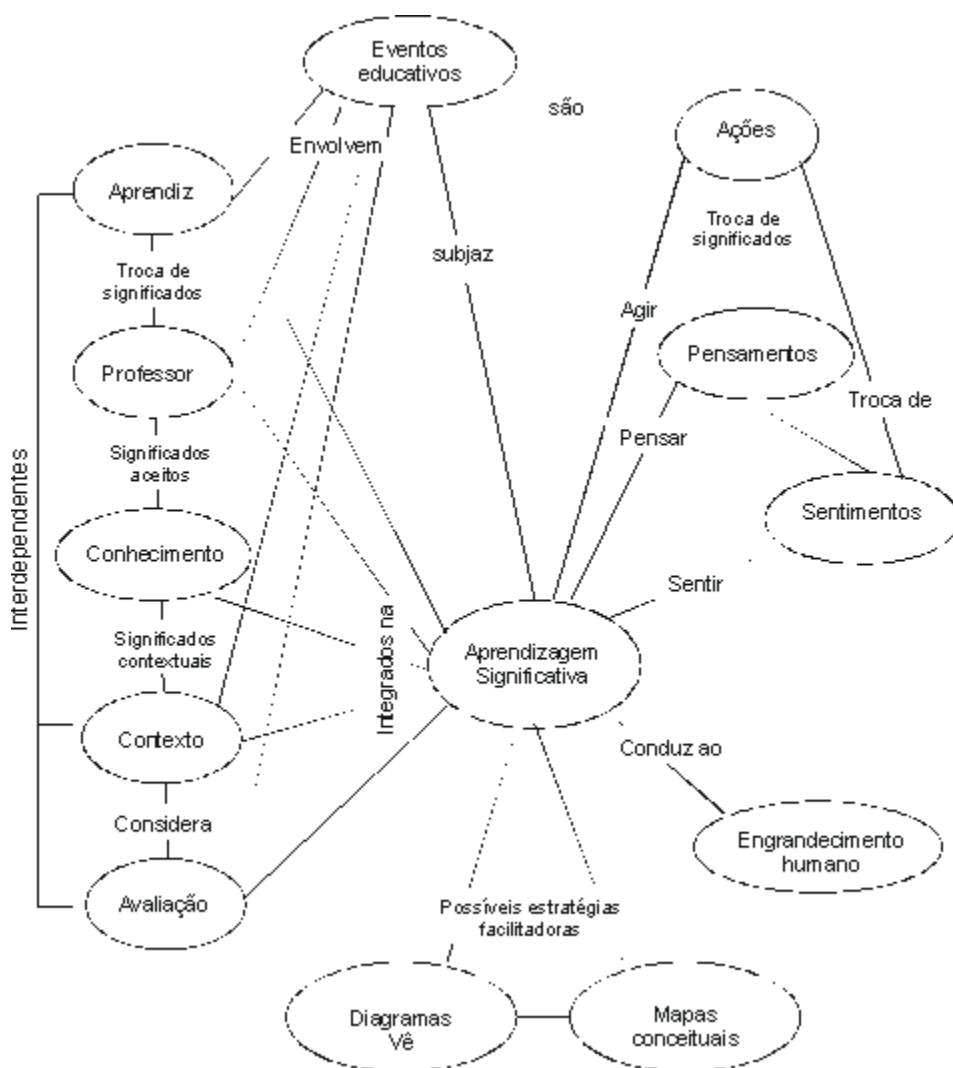 Eventos
educativos
são
Ações
Envolvem
Aprendiz
Troca de
significados
subjaz
Troca de
significados
Agir
Professor
Pensamentos
Troca de
Pensar
Significados
aceitos
Interdependentes
Sentimentos
Conhecimento
Sentir
Integrados na
Significados
contextuais
Aprendizagem
Significativa
Contexto
Conduz ao
Considera
Engrandecimento
humano
Avaliação
Possíveis estratégias
facilitadoras
Diagramas
Vê
Mapas
conceituais